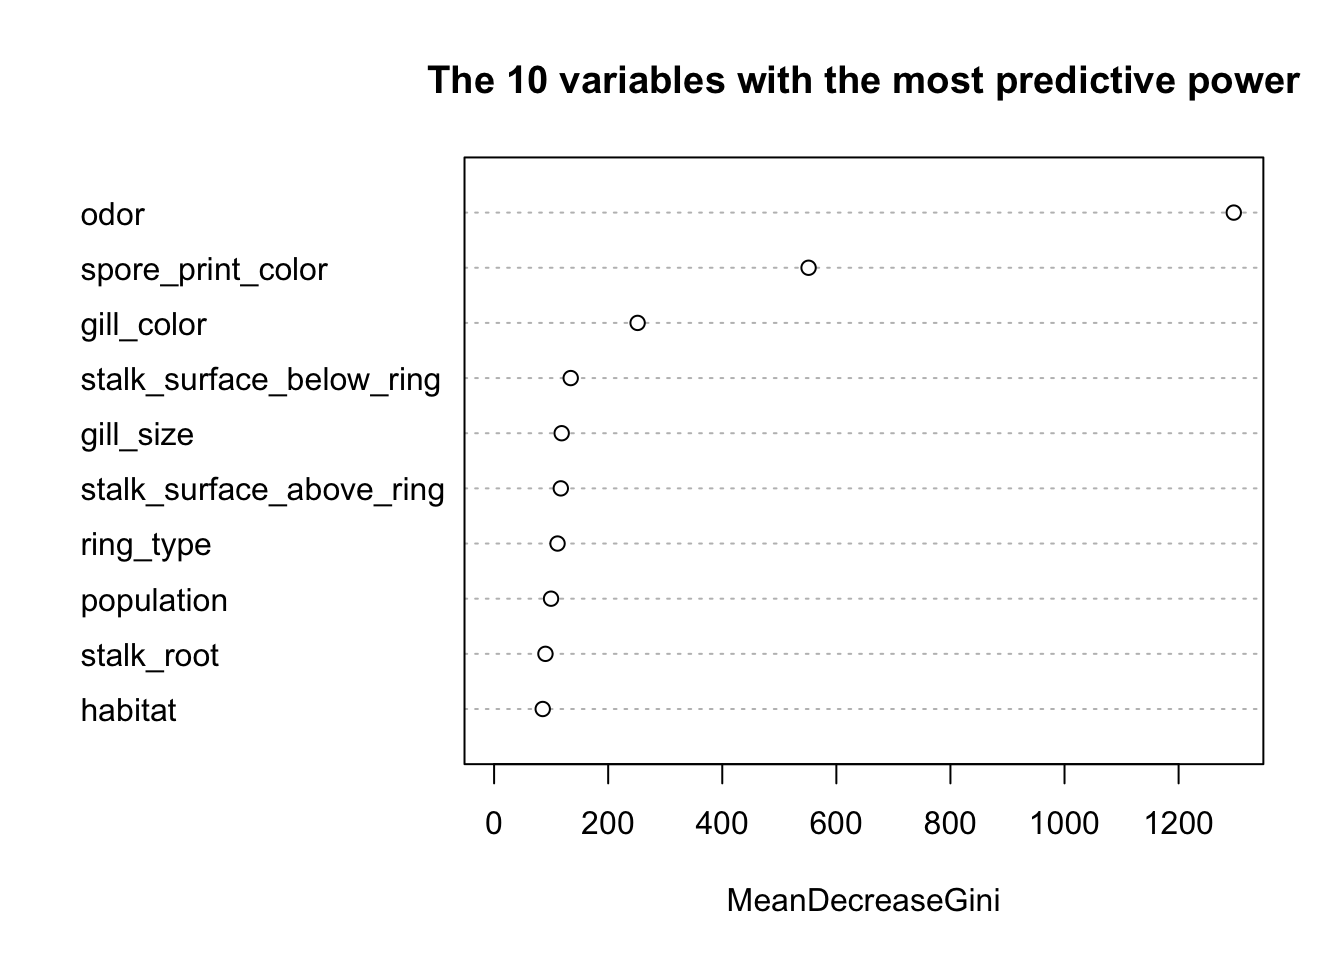 The 10 variables with the most predictive power
odor
spore_print_color
gill_color
stalk_surface_below_ring
gill_size
stalk_surface_above_ring
ring_type
population
stalk_root
habitat
0 200 400 600 800 1000 1200
MeanDecreaseGini